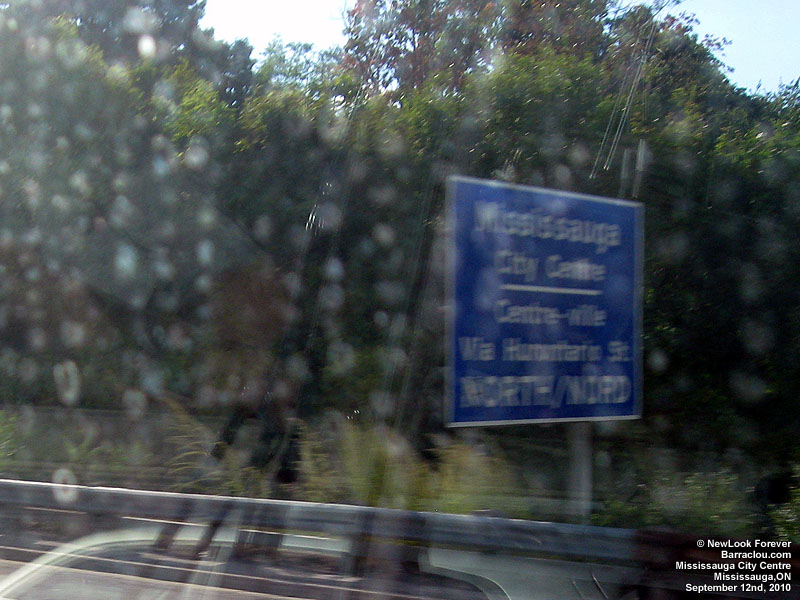 Mississauga
City Centre
Centre-ville
Via Hurontario St.
NORTH/NORD
© NewLook Forever
Barraclou.com
Mississauga City Centre
Mississauga,ON
September 12nd, 2010